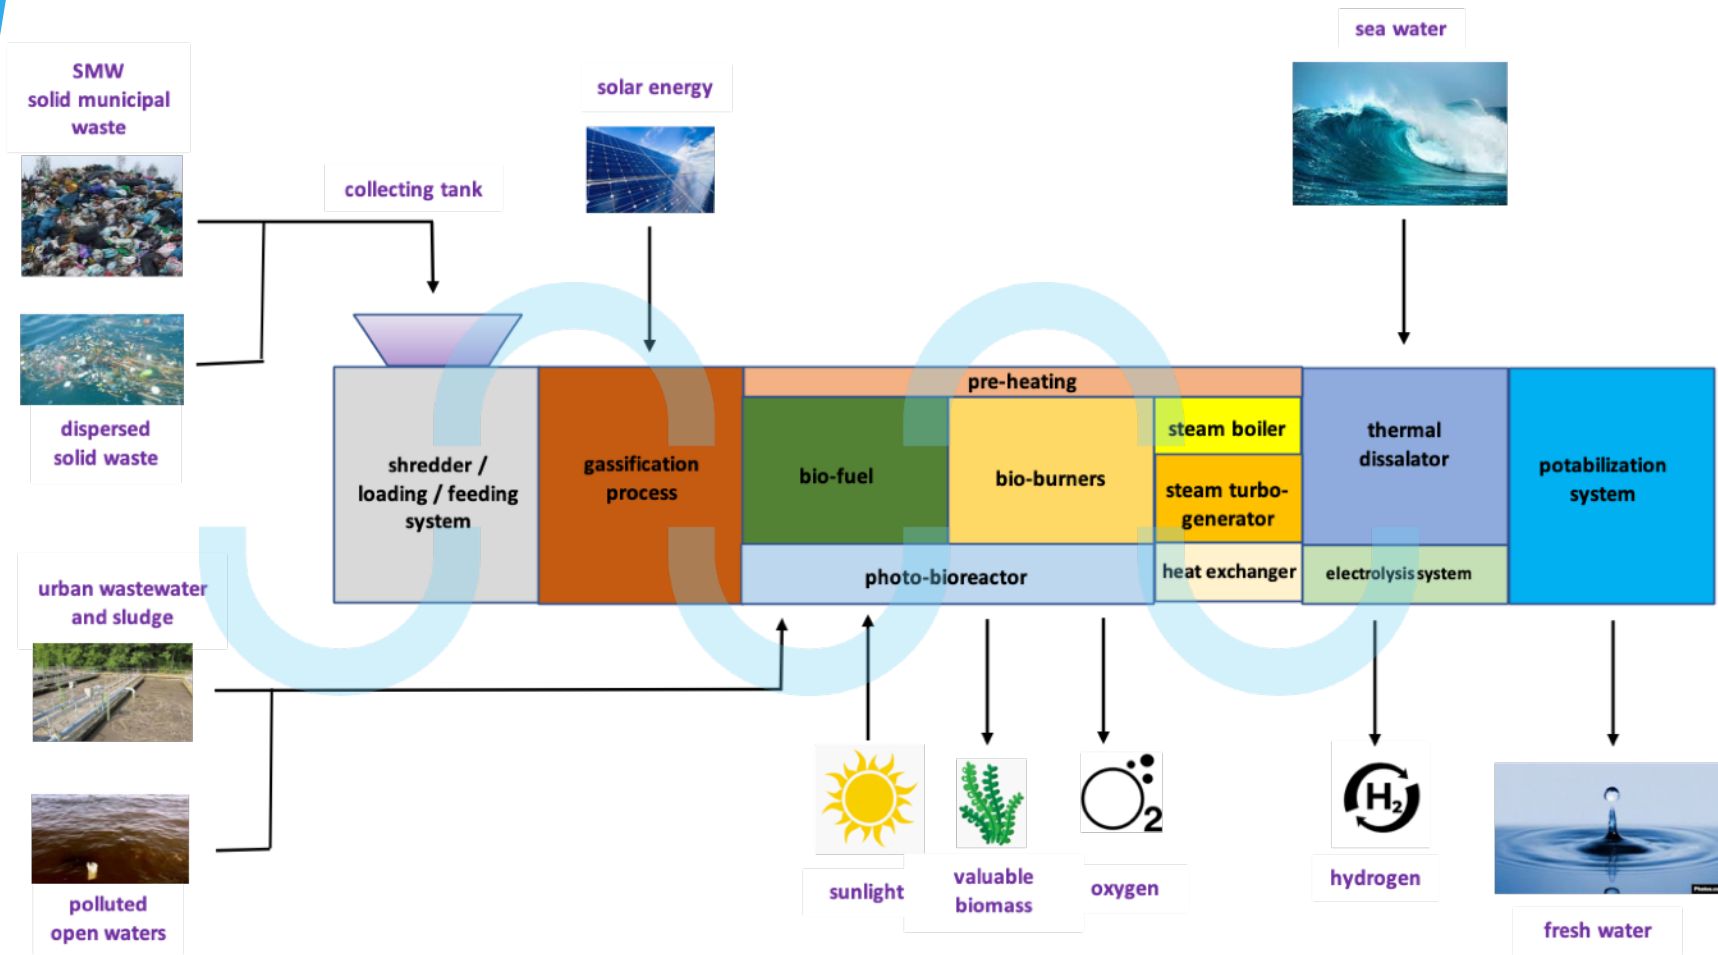 sea water
SMW
solid municipal
waste
solar energy
collecting tank
dispersed
solid waste
pre-heating
shredder /
loading / feeding
system
gassification
process
bio-fuel
bio-burners
steam boiler
steam turbo-
generator
heat exchanger
photo-bioreactor
thermal
dissalator
electrolysis system
potabilization
system
urban wastewater
and sludge
polluted
open waters
sunlight
valuable
biomass
2
oxygen
H2
hydrogen
fresh water